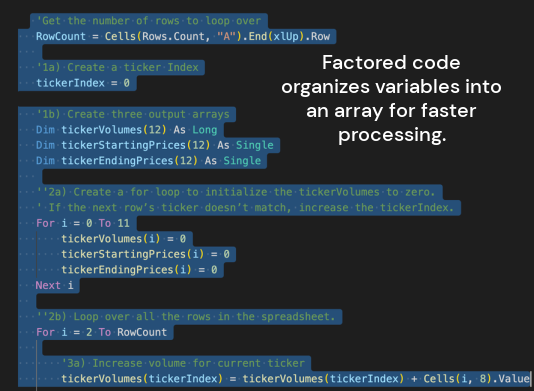 'Get the number of rows to loop over
RowCount = Cells(Rows.Count, "A").End(xlUp).Row
'1a) Create a ticker Index
tickerIndex = 0
'1b) Create three output arrays
Dim tickerVolumes(12) As Long
Dim tickerStartingPrices(12) As Single
Dim tickerEndingPrices(12) As Single
''2a) Create a for loop to initialize the tickerVolumes to zero.
' If the next row's ticker doesn't match, increase the tickerIndex.
For i = 0 To 11
tickerVolumes(i) = 0
tickerStartingPrices(i) = 0
tickerEndingPrices(i) = 0
Next i
''2b) Loop over all the rows in the spreadsheet.
For i = 2 To RowCount
'3a) Increase volume for current ticker
tickerVolumes(tickerIndex) = tickerVolumes(tickerIndex) + Cells(i, 8).Value
Factored code
organizes variables into
an array for faster
processing.